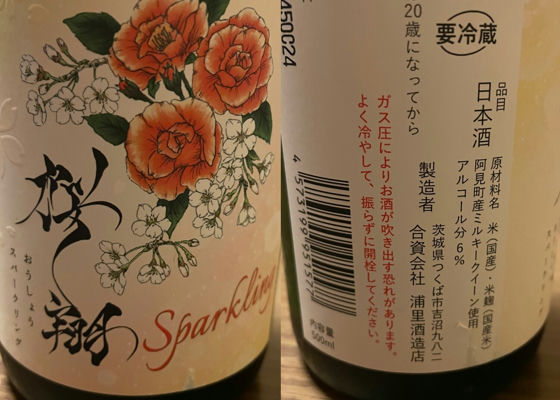 桜翔
おうしょう
スパークリング
Sparkling
450C24
20歳になってから
要冷蔵
品目
日本酒
原材料名 米(国産)・米麹(国産米)
阿見町産ミルキークイン使用
アルコール分6%
製造者
茨城県つくば市吉沼九八二
合資会社 浦里酒造店
ガス圧によりお酒が吹き出す恐れがあります。
よく冷やして、振らずに開栓してください。
内容量
500ml